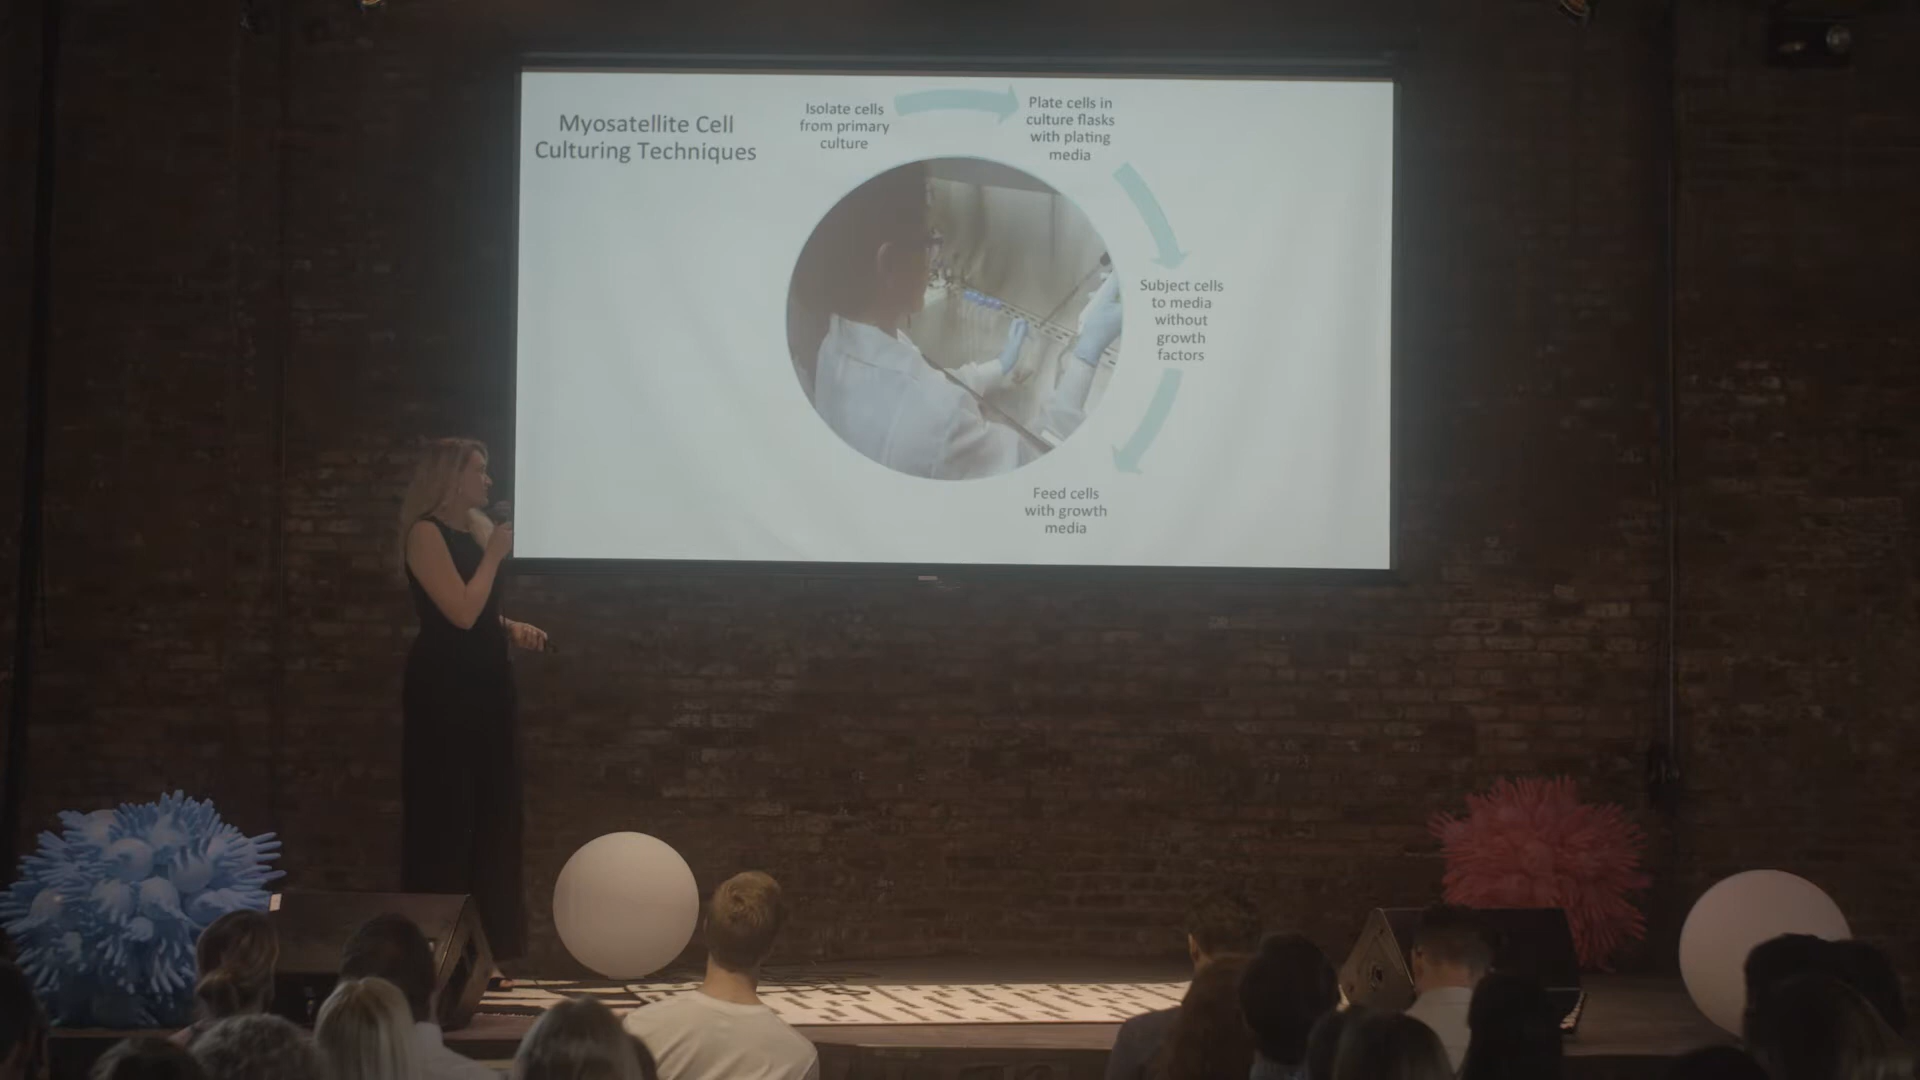 Myosatellite Cell
Culturing Techniques
Isolate cells
from primary
culture
Plate cells in
culture flasks
with plating
media
Subject cells
to media
without
growth
factors
Feed cells
with growth
media